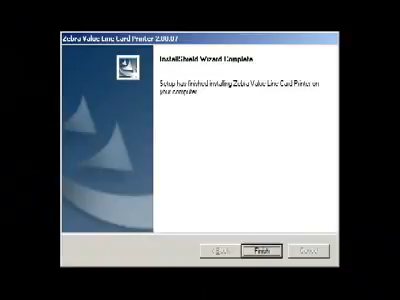 Zebra Value Line Card Printer 2.00.07
InstallShield Wizard Complete
Setup has finished installing Zebra Value Line Card Printer on
your computer.
< Back
Finish
Cancel